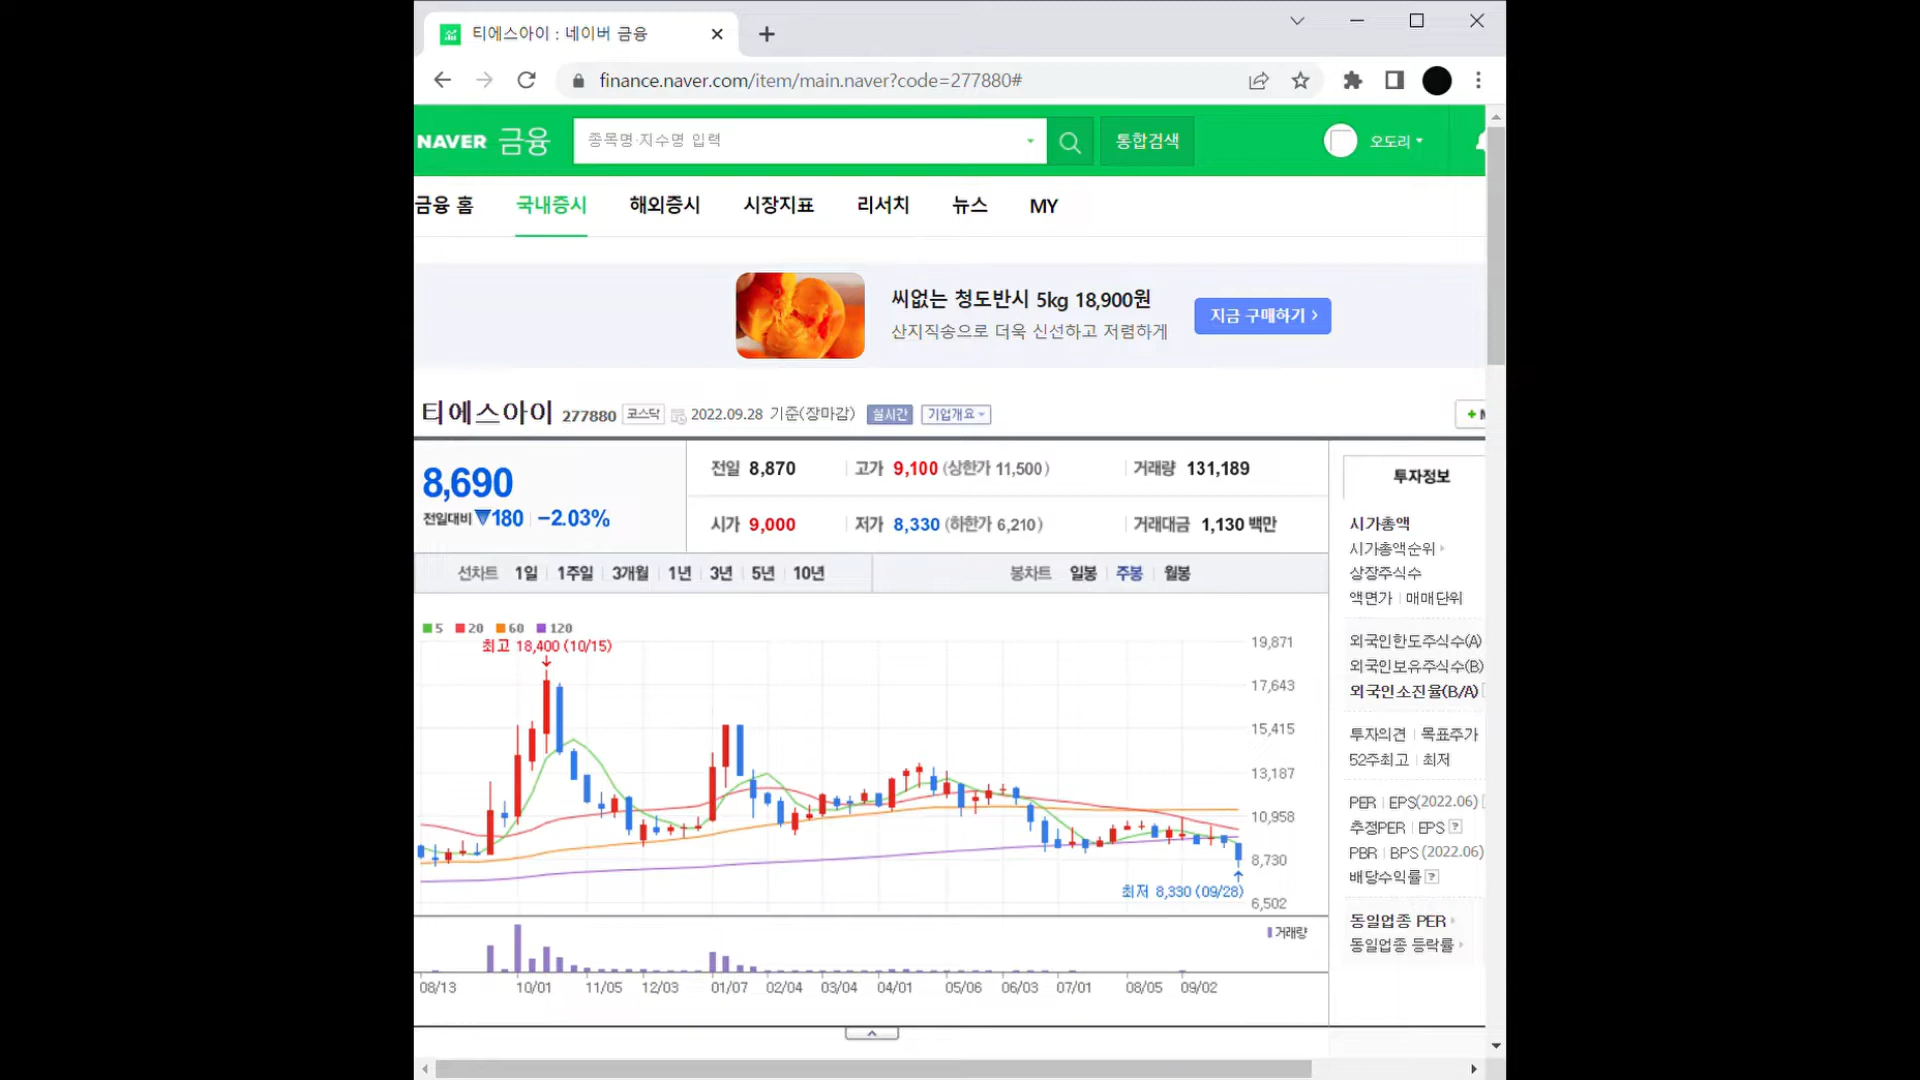 티에스아이 : 네이버 금융
finance.naver.com/item/main.naver?code=277880#
NAVER 금융 종목명·지수명 입력 통합검색 오도리
금융 홈 국내증시 해외증시 시장지표 리서치 뉴스 MY
씨없는 청도반시 5kg 18,900원
산지직송으로 더욱 신선하고 저렴하게
지금 구매하기 ›
티에스아이 277880 코스닥 2022.09.28 기준(장마감) 실시간 기업개요
8,690
전일대비 ▼180 -2.03%
전일 8,870 고가 9,100 (상한가 11,500) 거래량 131,189
시가 9,000 저가 8,330 (하한가 6,210) 거래대금 1,130 백만
선차트 1일 1주일 3개월 1년 3년 5년 10년 봉차트 일봉 주봉 월봉
5 20 60 120
최고 18,400 (10/15)
19,871
17,643
15,415
13,187
10,958
8,730
6,502
최저 8,330 (09/28)
거래량
08/13 10/01 11/05 12/03 01/07 02/04 03/04 04/01 05/06 06/03 07/01 08/05 09/02
투자정보
시가총액
시가총액순위
상장주식수
액면가 | 매매단위
외국인한도주식수(A)
외국인보유주식수(B)
외국인소진율(B/A)
투자의견 | 목표주가
52주최고 | 최저
PER | EPS(2022.06)
추정PER | EPS ?
PBR | BPS (2022.06)
배당수익률 ?
동일업종 PER
동일업종 등락률